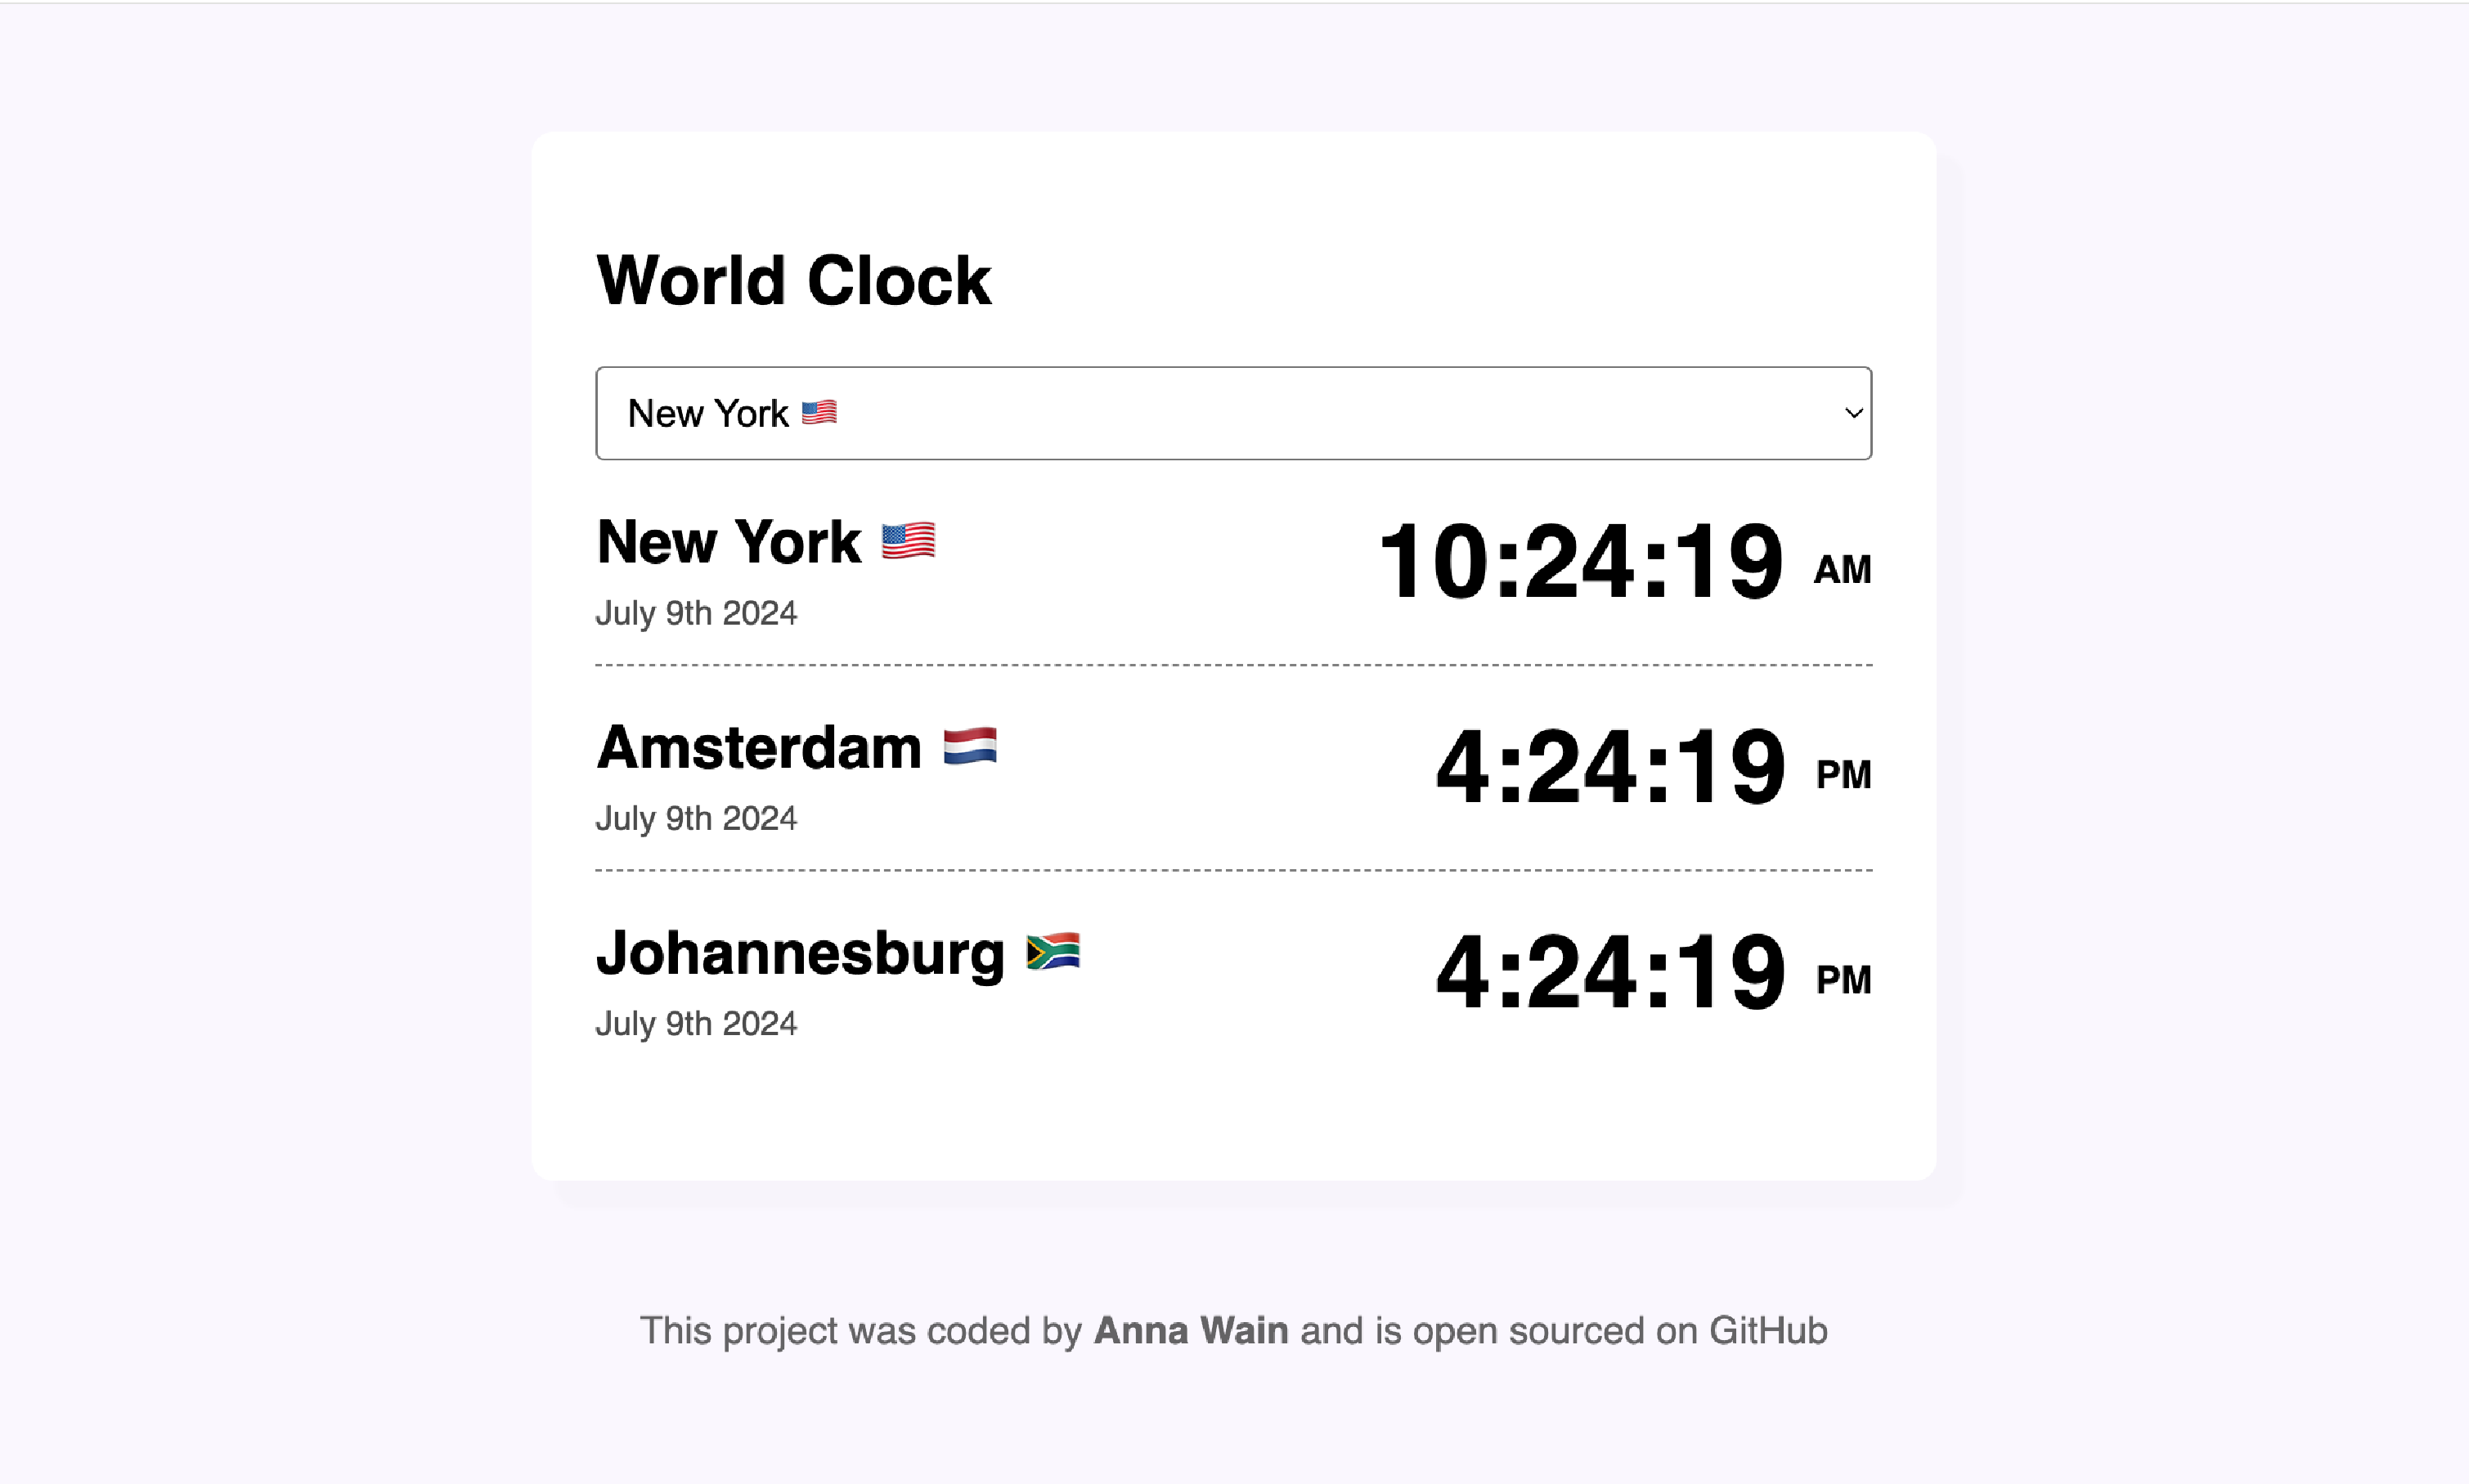 World Clock
New York 🇺🇸
New York 🇺🇸
10:24:19 AM
July 9th 2024
Amsterdam 🇳🇱
4:24:19 PM
July 9th 2024
Johannesburg 🇿🇦
4:24:19 PM
July 9th 2024
This project was coded by Anna Wain and is open sourced on GitHub